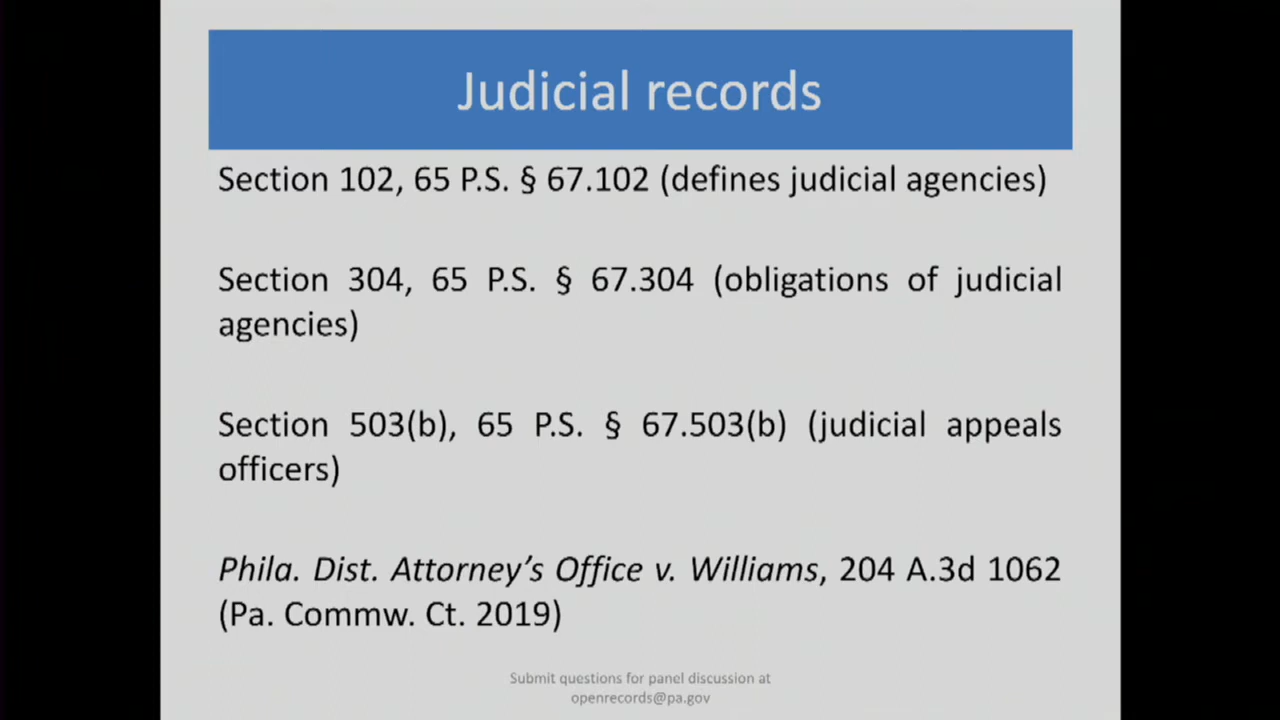 Judicial records
Section 102, 65 P.S. § 67.102 (defines judicial agencies)
Section 304, 65 P.S. § 67.304 (obligations of judicial
agencies)
Section 503(b), 65 P.S. § 67.503(b) (judicial appeals
officers)
Phila. Dist. Attorney’s Office v. Williams, 204 A.3d 1062
(Pa. Commw. Ct. 2019)
Submit questions for panel discussion at
openrecords@pa.gov